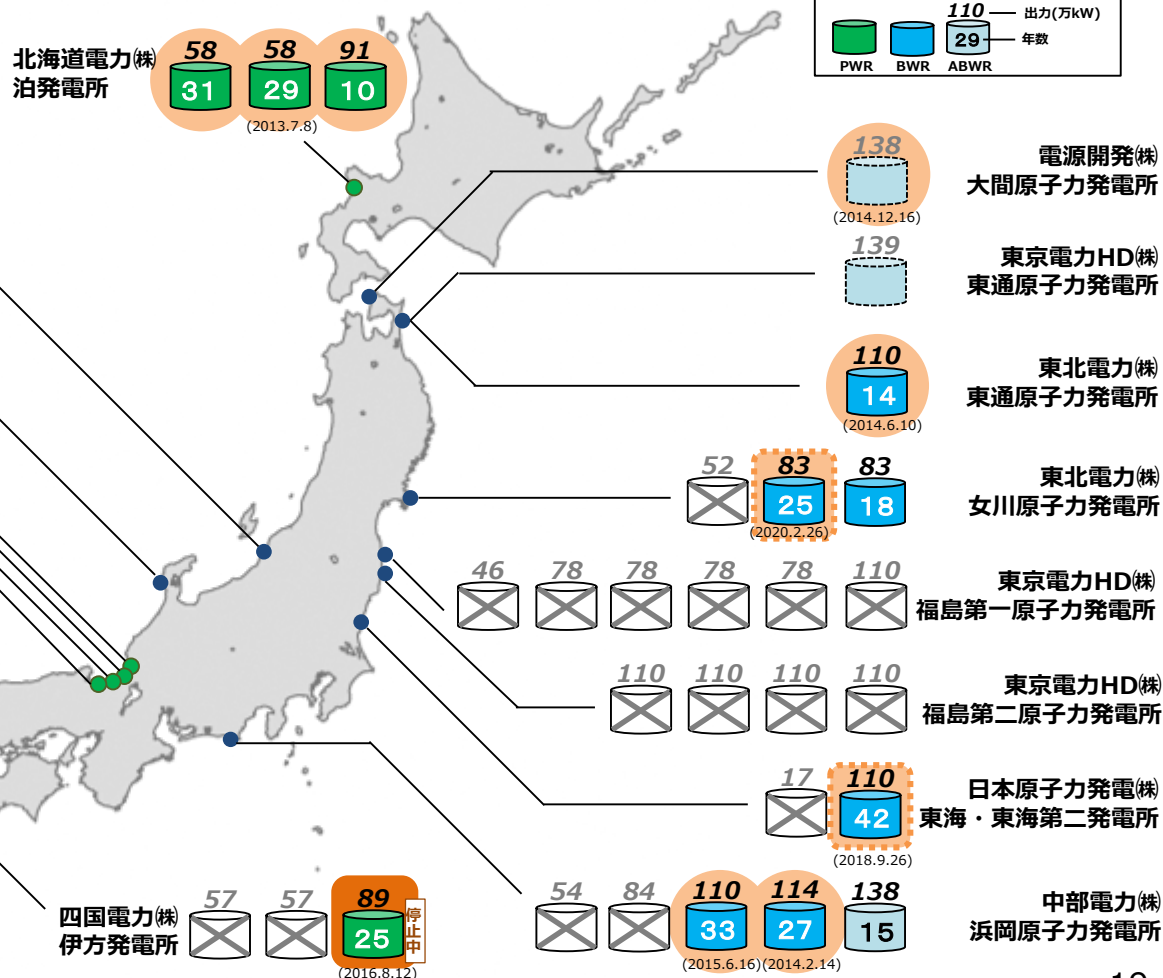 110 出力(万kW)
29 年数
PWR BWR ABWR
北海道電力㈱
泊発電所
58 58 91
31 29 10
(2013.7.8)
138
(2014.12.16)
電源開発㈱
大間原子力発電所
139
東京電力HD㈱
東通原子力発電所
110
14
(2014.6.10)
東北電力㈱
東通原子力発電所
52 83 83
25 18
(2020.2.26)
東北電力㈱
女川原子力発電所
46 78 78 78 78 110
東京電力HD㈱
福島第一原子力発電所
110 110 110 110
東京電力HD㈱
福島第二原子力発電所
17 110
42
(2018.9.26)
日本原子力発電㈱
東海・東海第二発電所
54 84 110 114 138
33 27 15
(2015.6.16) (2014.2.14)
中部電力㈱
浜岡原子力発電所
四国電力㈱
伊方発電所
57 57 89
25
停止中
(2016.8.12)